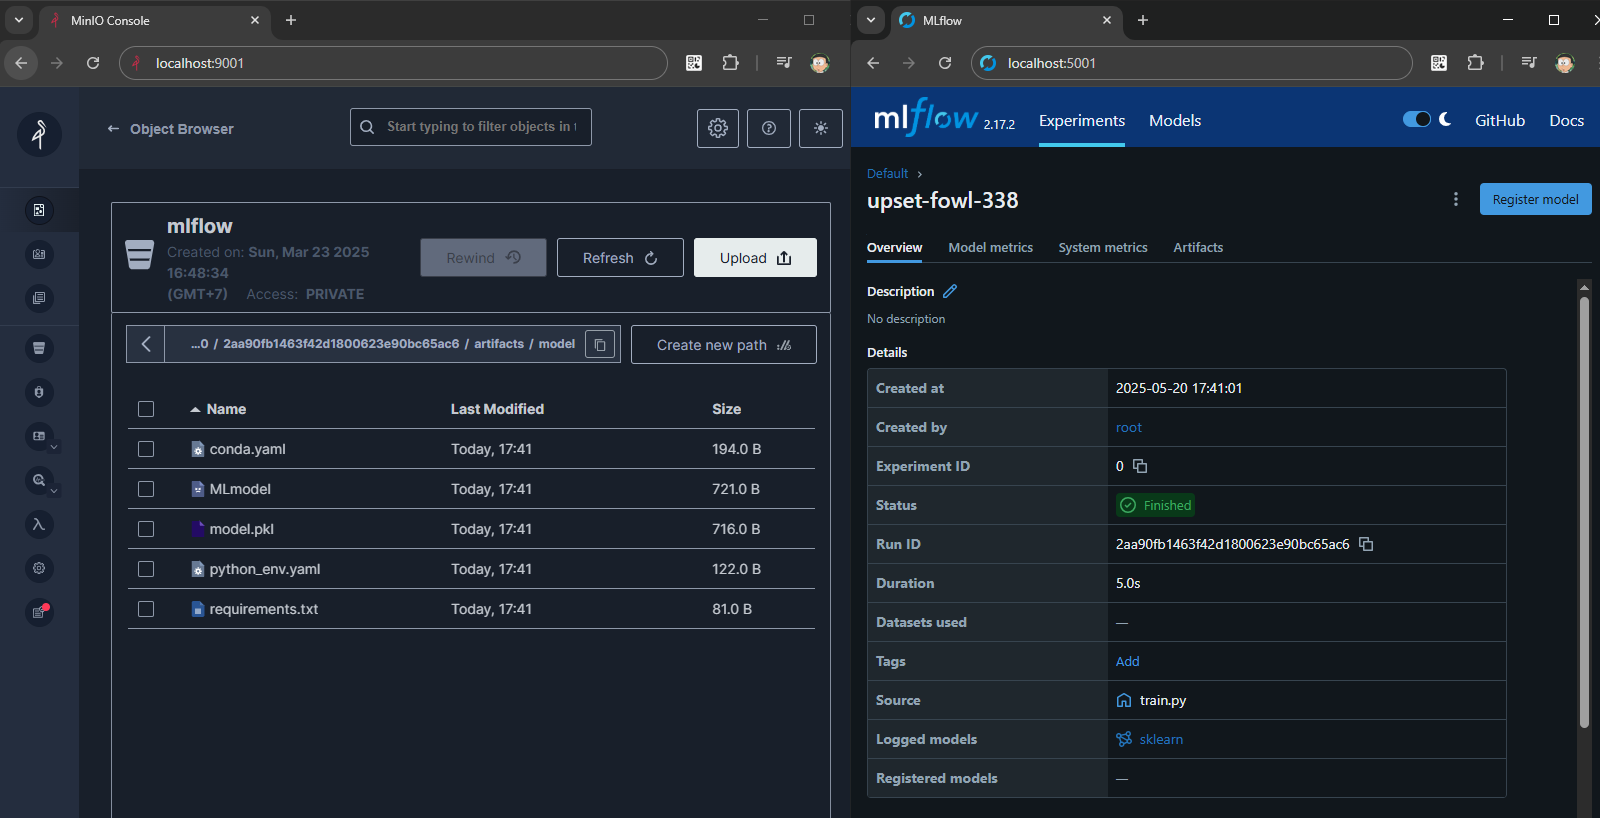 MinIO Console
localhost:9001
Object Browser
Start typing to filter objects in t
mlflow
Created on: Sun, Mar 23 2025
16:48:34
(GMT+7) Access: PRIVATE
Rewind
Refresh
Upload
...0 / 2aa90fb1463f42d1800623e90bc65ac6 / artifacts / model
Create new path
Name Last Modified Size
conda.yaml Today, 17:41 194.0 B
MLmodel Today, 17:41 721.0 B
model.pkl Today, 17:41 716.0 B
python_env.yaml Today, 17:41 122.0 B
requirements.txt Today, 17:41 81.0 B
MLflow
localhost:5001
mlflow 2.17.2 Experiments Models GitHub Docs
Default
upset-fowl-338
Register model
Overview Model metrics System metrics Artifacts
Description
No description
Details
Created at 2025-05-20 17:41:01
Created by root
Experiment ID 0
Status Finished
Run ID 2aa90fb1463f42d1800623e90bc65ac6
Duration 5.0s
Datasets used —
Tags Add
Source train.py
Logged models sklearn
Registered models —